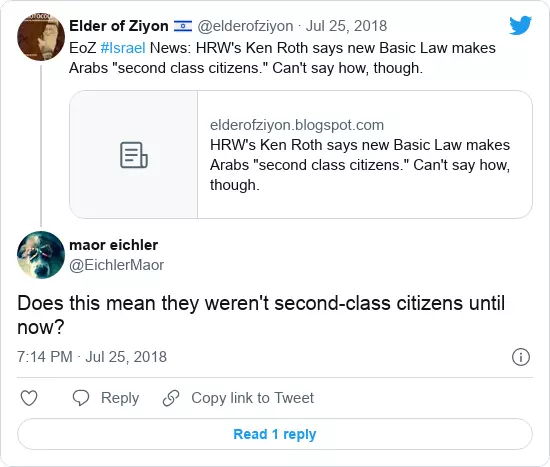 Elder of Ziyon 🇮🇱 @elderofziyon · Jul 25, 2018
EoZ #Israel News: HRW's Ken Roth says new Basic Law makes
Arabs "second class citizens." Can't say how, though.
elderofziyon.blogspot.com
HRW's Ken Roth says new Basic Law makes
Arabs "second class citizens." Can't say how,
though.
maor eichler
@EichlerMaor
Does this mean they weren't second-class citizens until
now?
7:14 PM · Jul 25, 2018
Reply Copy link to Tweet
Read 1 reply